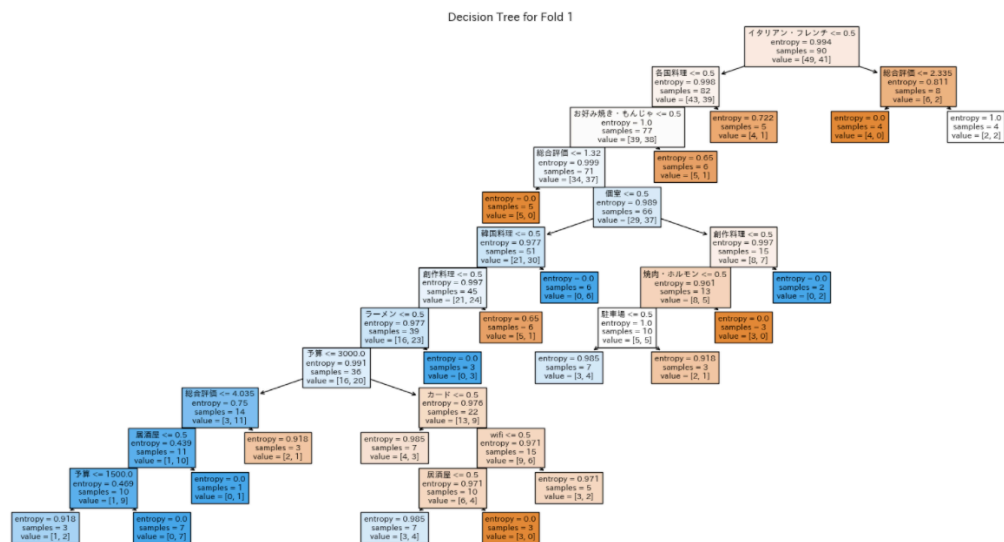 Decision Tree for Fold 1
イタリアン・フレンチ <= 0.5
entropy = 0.994
samples = 90
value = [49, 41]
各国料理 <= 0.5
entropy = 0.998
samples = 82
value = [43, 39]
総合評価 <= 2.335
entropy = 0.811
samples = 8
value = [6, 2]
お好み焼き・もんじゃ <= 0.5
entropy = 1.0
samples = 77
value = [39, 38]
entropy = 0.722
samples = 5
value = [4, 1]
entropy = 0.0
samples = 4
value = [4, 0]
entropy = 1.0
samples = 4
value = [2, 2]
総合評価 <= 1.32
entropy = 0.999
samples = 71
value = [34, 37]
entropy = 0.65
samples = 6
value = [5, 1]
entropy = 0.0
samples = 5
value = [5, 0]
個室 <= 0.5
entropy = 0.989
samples = 66
value = [29, 37]
韓国料理 <= 0.5
entropy = 0.977
samples = 51
value = [21, 30]
創作料理 <= 0.5
entropy = 0.997
samples = 15
value = [8, 7]
創作料理 <= 0.5
entropy = 0.997
samples = 45
value = [21, 24]
entropy = 0.0
samples = 6
value = [0, 6]
焼肉・ホルモン <= 0.5
entropy = 0.961
samples = 13
value = [8, 5]
entropy = 0.0
samples = 2
value = [0, 2]
ラーメン <= 0.5
entropy = 0.977
samples = 39
value = [16, 23]
entropy = 0.65
samples = 6
value = [5, 1]
駐車場 <= 0.5
entropy = 1.0
samples = 10
value = [5, 5]
entropy = 0.0
samples = 3
value = [3, 0]
予算 <= 3000.0
entropy = 0.991
samples = 36
value = [16, 20]
entropy = 0.0
samples = 3
value = [0, 3]
entropy = 0.985
samples = 7
value = [3, 4]
entropy = 0.918
samples = 3
value = [2, 1]
総合評価 <= 4.035
entropy = 0.75
samples = 14
value = [3, 11]
カード <= 0.5
entropy = 0.976
samples = 22
value = [13, 9]
居酒屋 <= 0.5
entropy = 0.439
samples = 11
value = [1, 10]
entropy = 0.918
samples = 3
value = [2, 1]
entropy = 0.985
samples = 7
value = [4, 3]
wifi <= 0.5
entropy = 0.971
samples = 15
value = [9, 6]
予算 <= 1500.0
entropy = 0.469
samples = 10
value = [1, 9]
entropy = 0.0
samples = 1
value = [0, 1]
居酒屋 <= 0.5
entropy = 0.971
samples = 10
value = [6, 4]
entropy = 0.971
samples = 5
value = [3, 2]
entropy = 0.918
samples = 3
value = [1, 2]
entropy = 0.0
samples = 7
value = [0, 7]
entropy = 0.985
samples = 7
value = [3, 4]
entropy = 0.0
samples = 3
value = [3, 0]